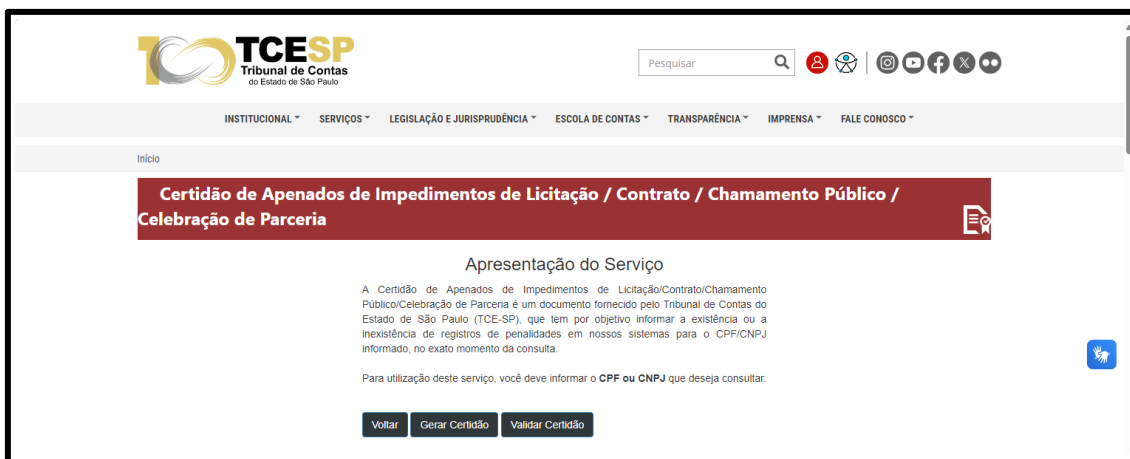 TCESP
Tribunal de Contas
do Estado de São Paulo
Pesquisar
INSTITUCIONAL SERVIÇOS LEGISLAÇÃO E JURISPRUDÊNCIA ESCOLA DE CONTAS TRANSPARÊNCIA IMPRENSA FALE CONOSCO
Início
Certidão de Apenados de Impedimentos de Licitação / Contrato / Chamamento Público /
Celebração de Parceria
Apresentação do Serviço
A Certidão de Apenados de Impedimentos de Licitação/Contrato/Chamamento
Público/Celebração de Parceria é um documento fornecido pelo Tribunal de Contas do
Estado de São Paulo (TCE-SP), que tem por objetivo informar a existência ou a
inexistência de registros de penalidades em nossos sistemas para o CPF/CNPJ
informado, no exato momento da consulta.
Para utilização deste serviço, você deve informar o CPF ou CNPJ que deseja consultar.
Voltar Gerar Certidão Validar Certidão